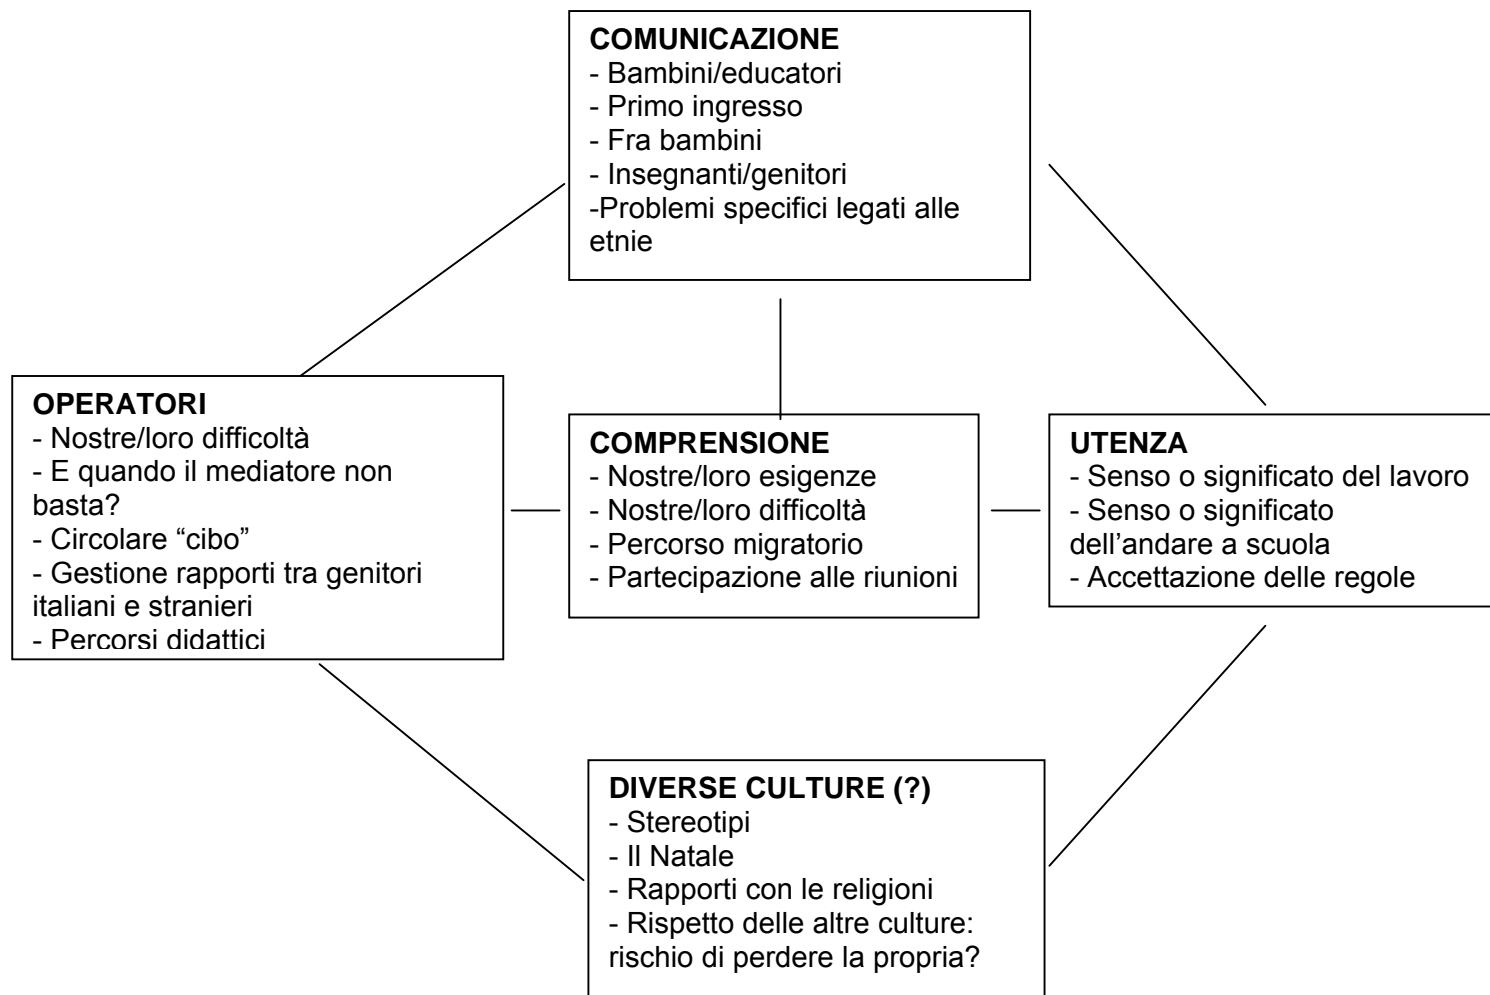 COMUNICAZIONE
- Bambini/educatori
- Primo ingresso
- Fra bambini
- Insegnanti/genitori
-Problemi specifici legati alle
etnie
OPERATORI
- Nostre/loro difficoltà
- E quando il mediatore non
basta?
- Circolare “cibo”
- Gestione rapporti tra genitori
italiani e stranieri
- Percorsi didattici
COMPRENSIONE
- Nostre/loro esigenze
- Nostre/loro difficoltà
- Percorso migratorio
- Partecipazione alle riunioni
UTENZA
- Senso o significato del lavoro
- Senso o significato
dell’andare a scuola
- Accettazione delle regole
DIVERSE CULTURE (?)
- Stereotipi
- Il Natale
- Rapporti con le religioni
- Rispetto delle altre culture:
rischio di perdere la propria?